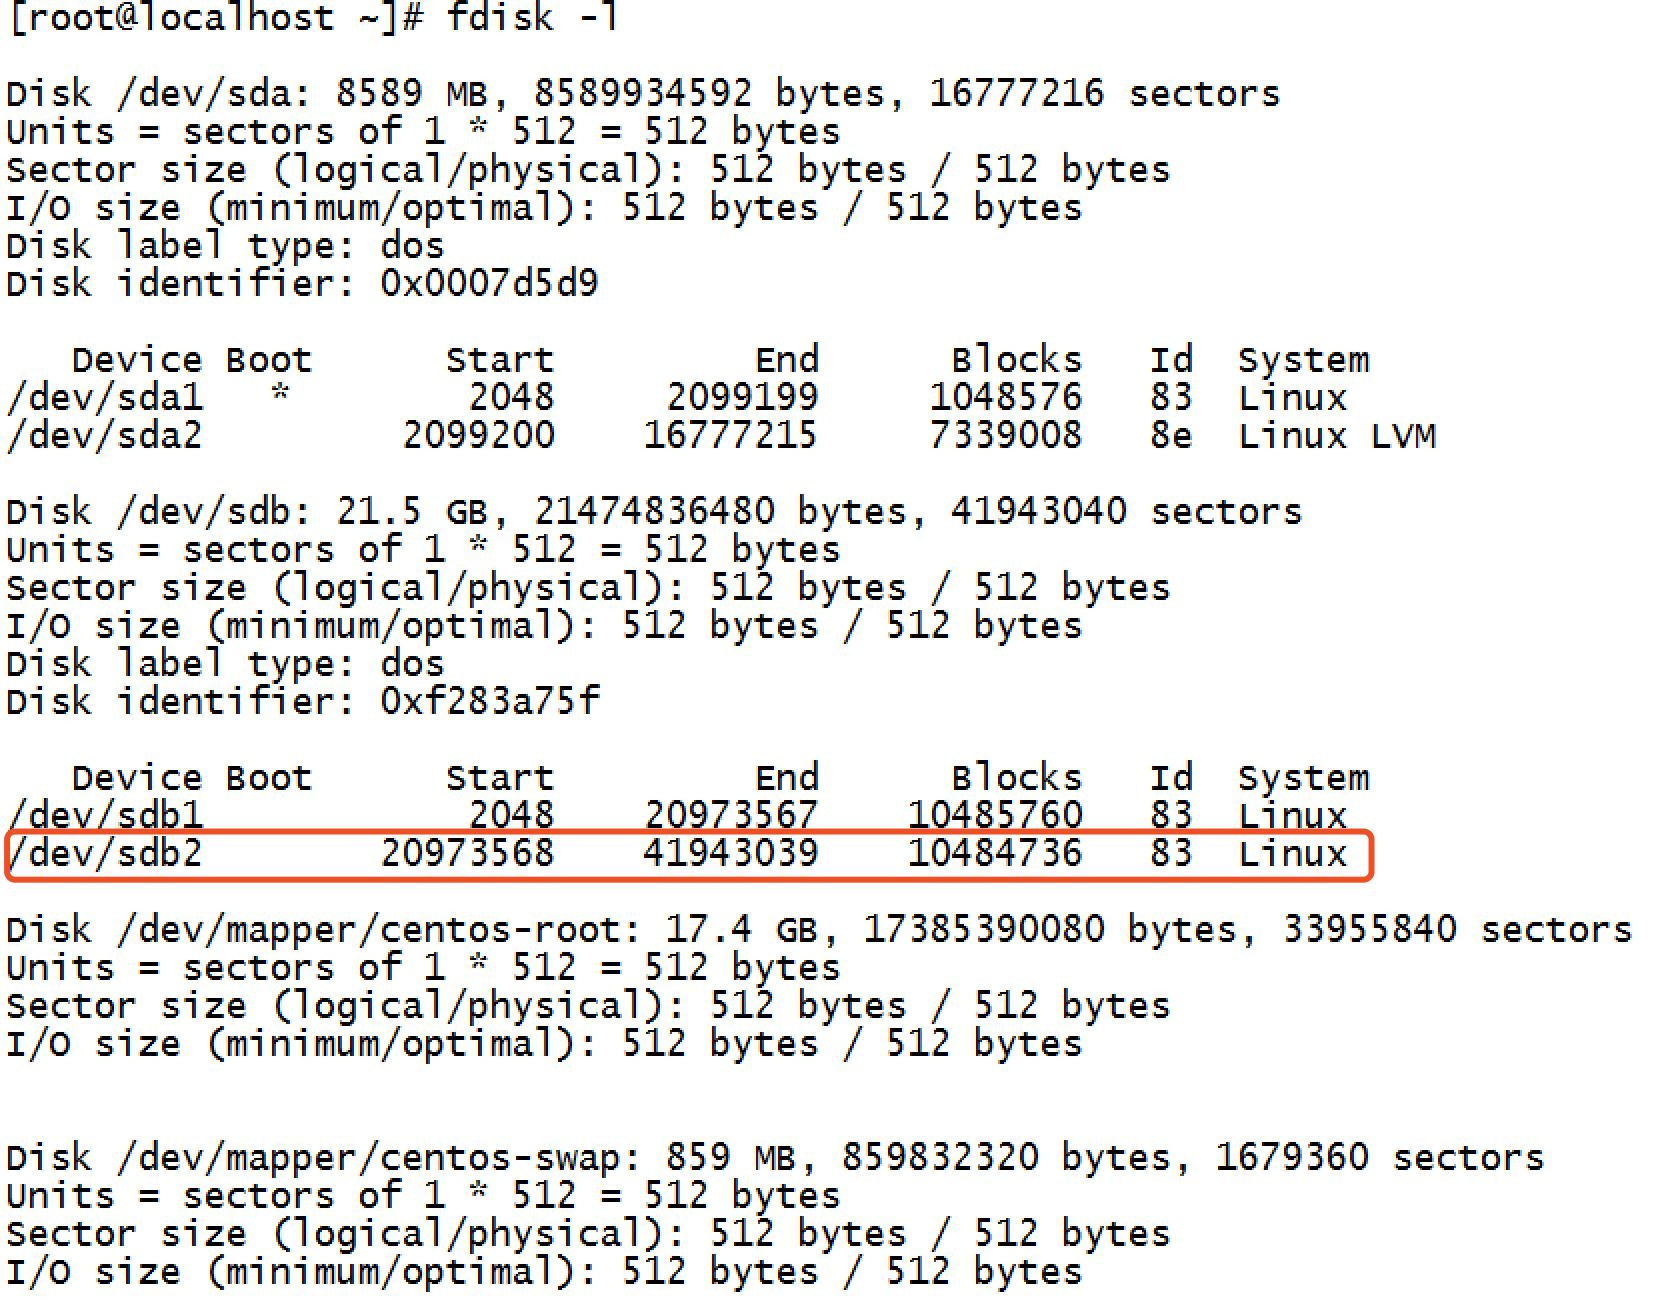 [root@localhost ~]# fdisk -l
Disk /dev/sda: 8589 MB, 8589934592 bytes, 16777216 sectors
Units = sectors of 1 * 512 = 512 bytes
Sector size (logical/physical): 512 bytes / 512 bytes
I/O size (minimum/optimal): 512 bytes / 512 bytes
Disk label type: dos
Disk identifier: 0x0007d5d9
Device Boot Start End Blocks Id System
/dev/sda1 * 2048 2099199 1048576 83 Linux
/dev/sda2 2099200 16777215 7339008 8e Linux LVM
Disk /dev/sdb: 21.5 GB, 21474836480 bytes, 41943040 sectors
Units = sectors of 1 * 512 = 512 bytes
Sector size (logical/physical): 512 bytes / 512 bytes
I/O size (minimum/optimal): 512 bytes / 512 bytes
Disk label type: dos
Disk identifier: 0xf283a75f
Device Boot Start End Blocks Id System
/dev/sdb1 2048 20973567 10485760 83 Linux
/dev/sdb2 20973568 41943039 10484736 83 Linux
Disk /dev/mapper/centos-root: 17.4 GB, 17385390080 bytes, 33955840 sectors
Units = sectors of 1 * 512 = 512 bytes
Sector size (logical/physical): 512 bytes / 512 bytes
I/O size (minimum/optimal): 512 bytes / 512 bytes
Disk /dev/mapper/centos-swap: 859 MB, 859832320 bytes, 1679360 sectors
Units = sectors of 1 * 512 = 512 bytes
Sector size (logical/physical): 512 bytes / 512 bytes
I/O size (minimum/optimal): 512 bytes / 512 bytes